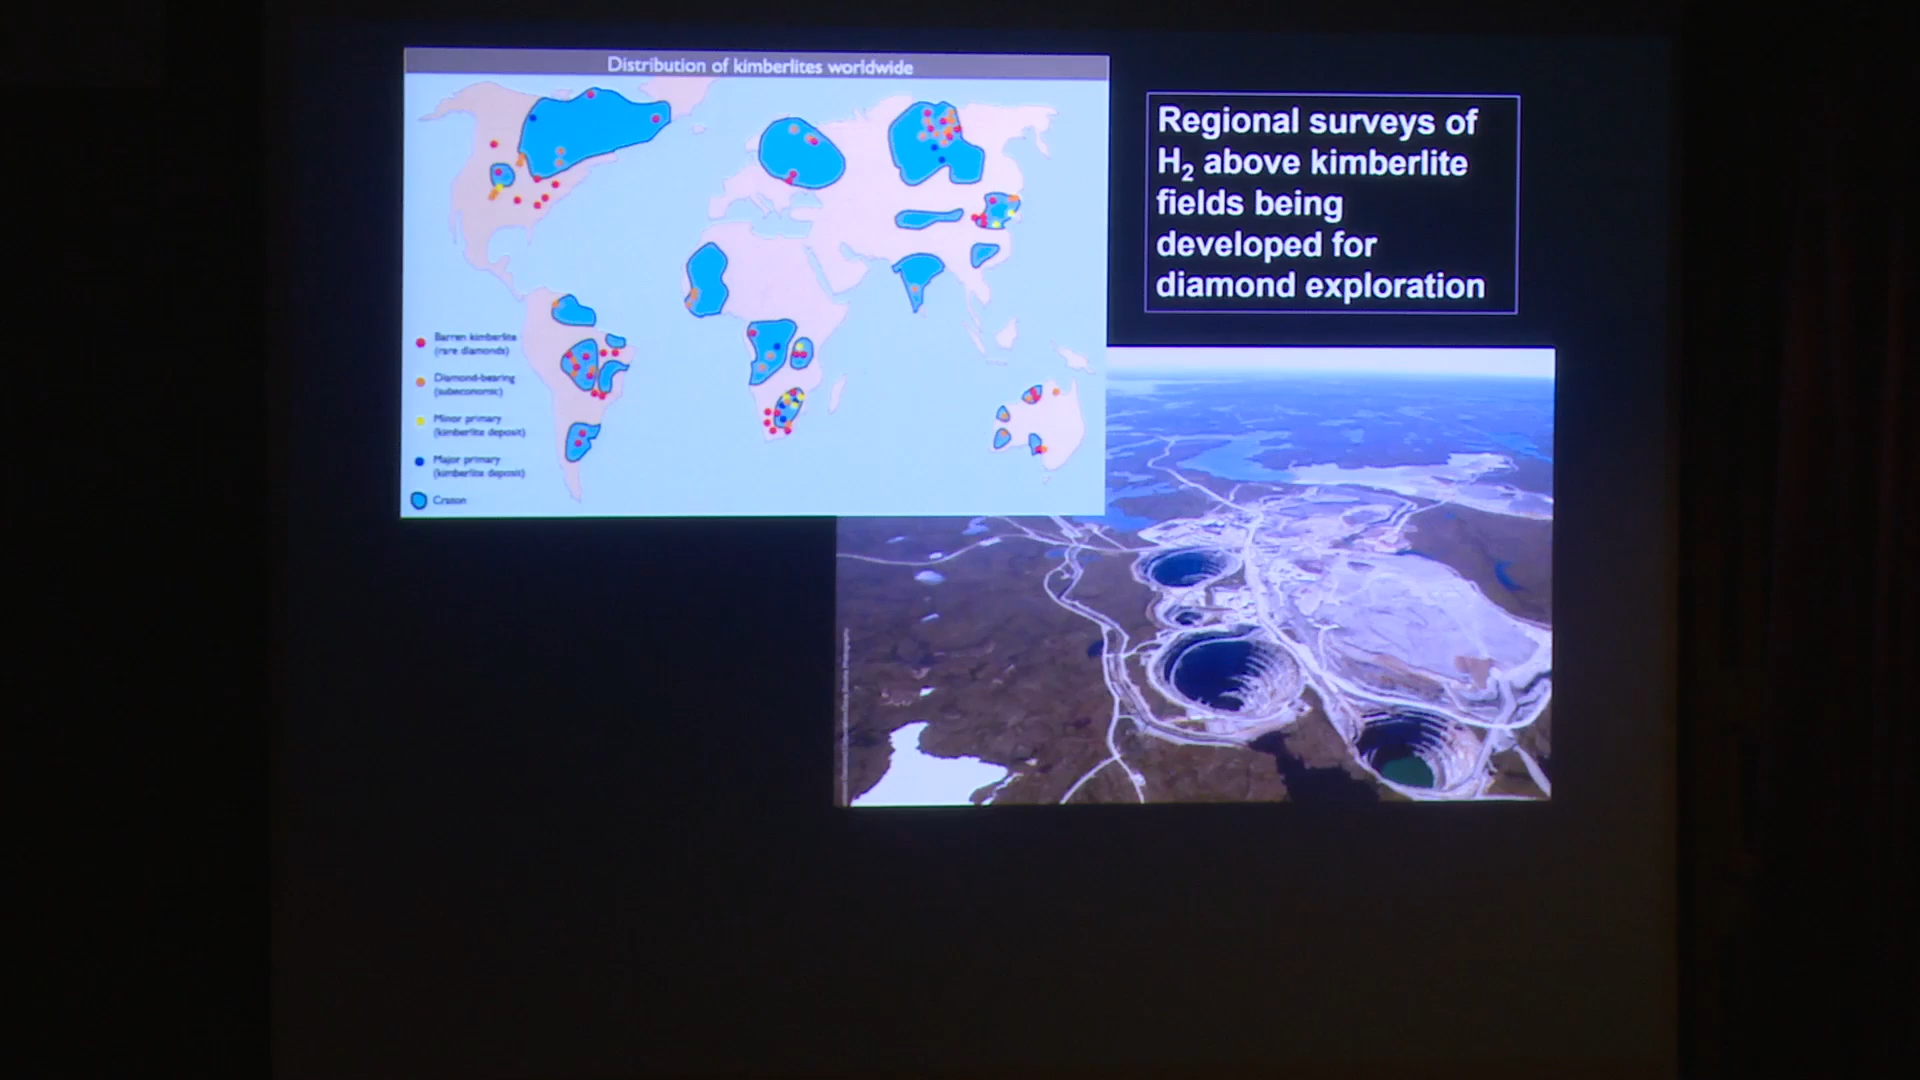 Distribution of kimberlites worldwide
Regional surveys of
H₂ above kimberlite
fields being
developed for
diamond exploration
Barren kimberlite
(rare diamonds)
Diamond-bearing
(subeconomic)
Minor primary
(kimberlite deposit)
Major primary
(kimberlite deposit)
Craton